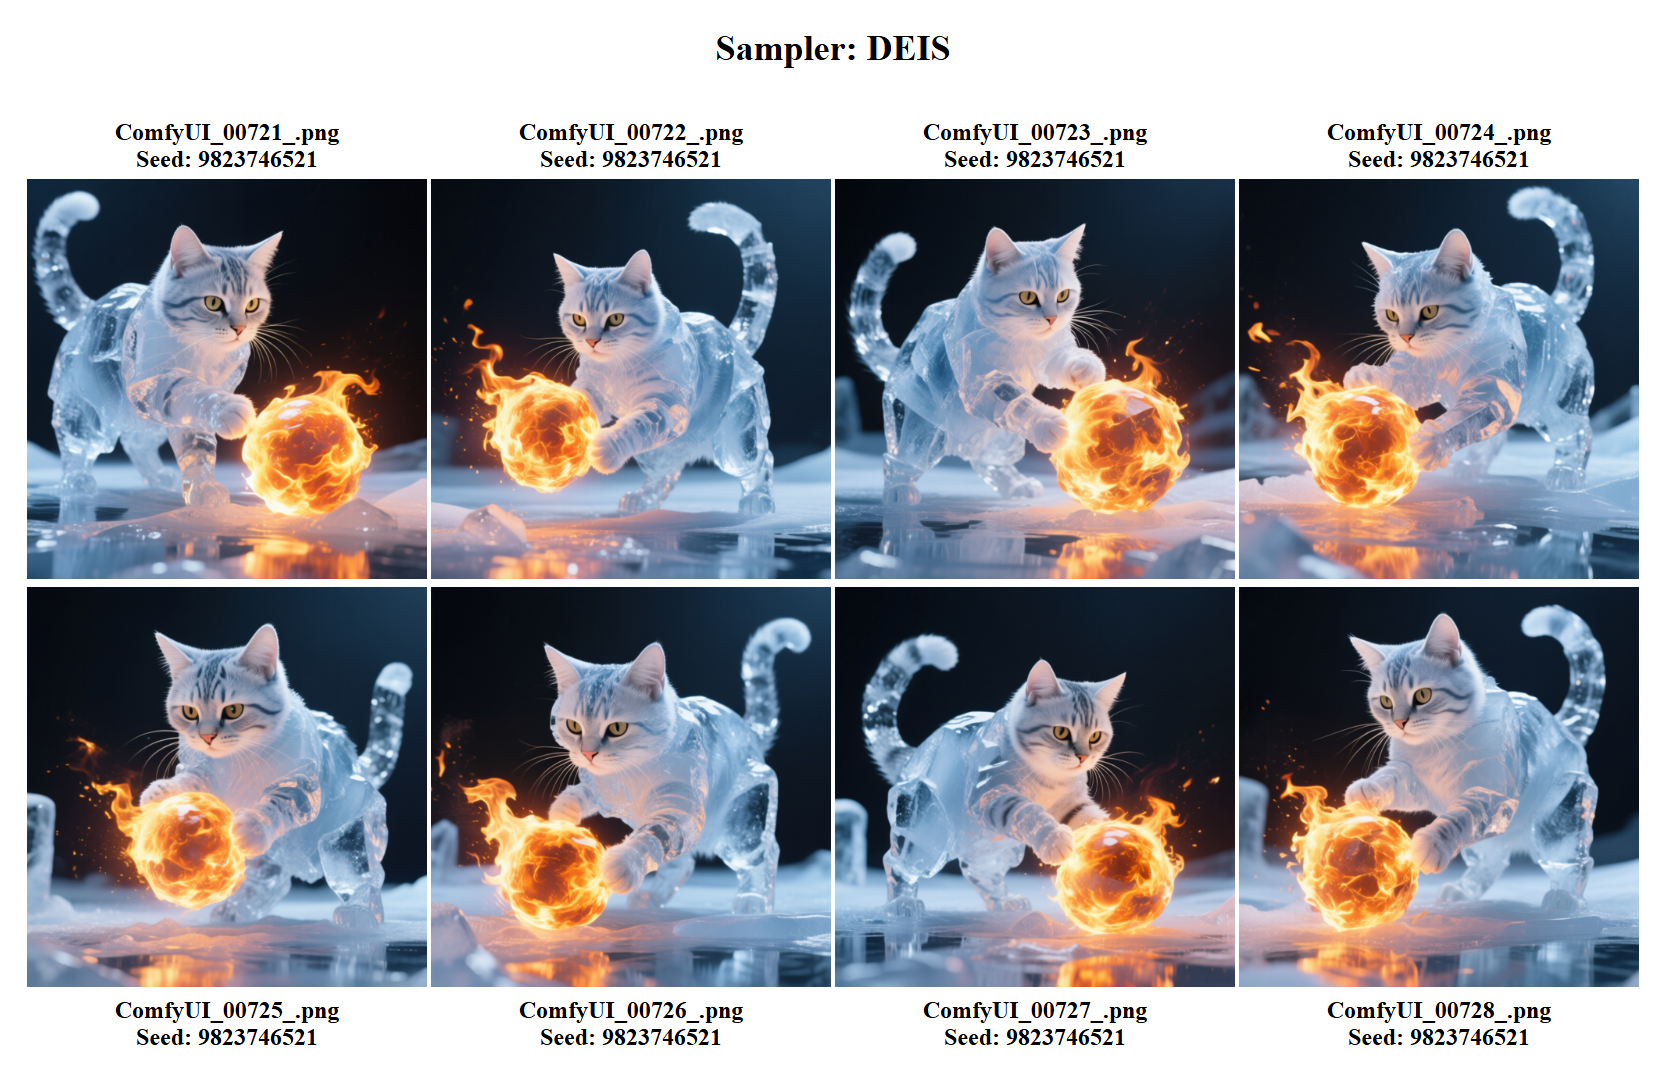 Sampler: DEIS
ComfyUI_00721_.png
Seed: 9823746521
ComfyUI_00722_.png
Seed: 9823746521
ComfyUI_00723_.png
Seed: 9823746521
ComfyUI_00724_.png
Seed: 9823746521
ComfyUI_00725_.png
Seed: 9823746521
ComfyUI_00726_.png
Seed: 9823746521
ComfyUI_00727_.png
Seed: 9823746521
ComfyUI_00728_.png
Seed: 9823746521